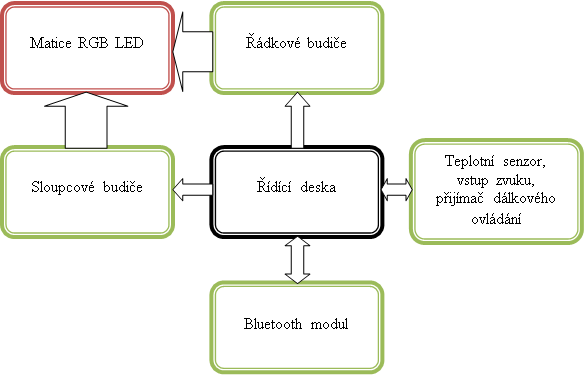 Matice RGB LED
Řádkové budiče
Sloupcové budiče
Řídící deska
Teplotní senzor,
vstup zvuku,
přijímač dálkového
ovládání
Bluetooth modul